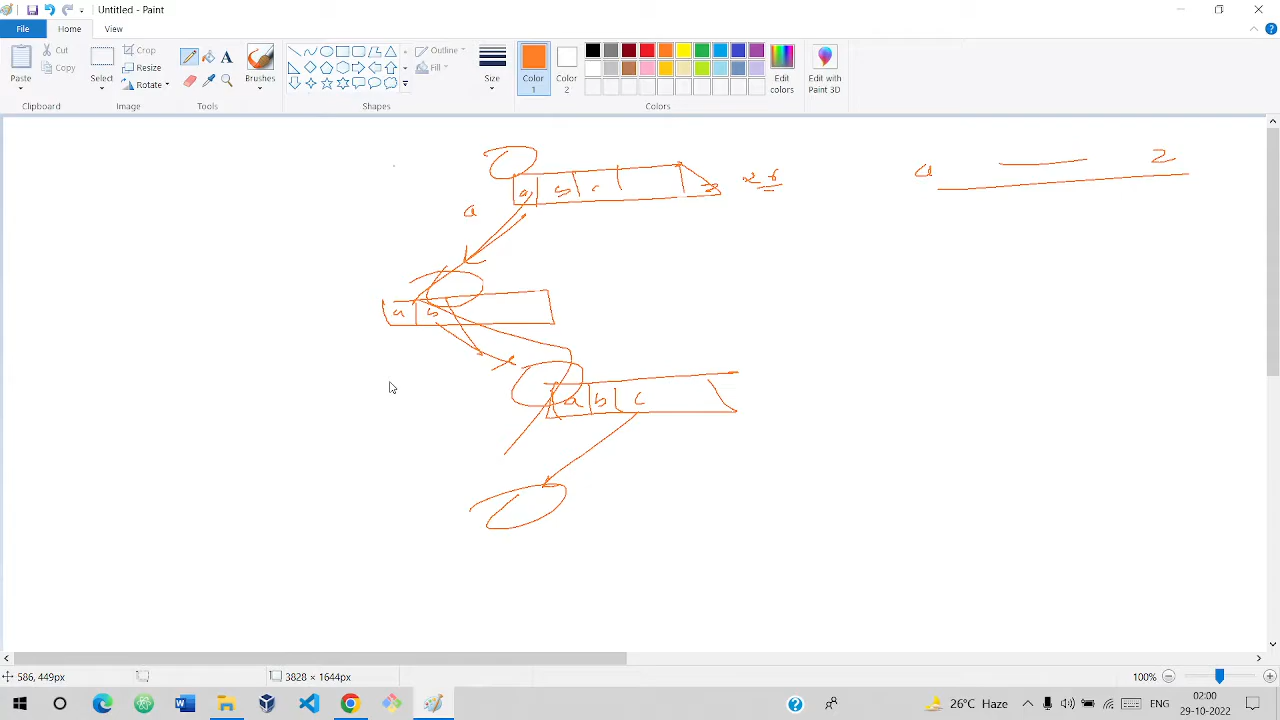 Untitled - Paint
File Home View
Paste Cut Copy Select Crop Resize Rotate Brushes Outline Fill Size Color 1 Color 2 Edit colors Edit with Paint 3D
Clipboard Image Tools Shapes Colors
a z
a b c z 26
a
a b
a b c
586, 449px 3828 × 1644px 100%
26°C Haze ENG 02:00
29-10-2022